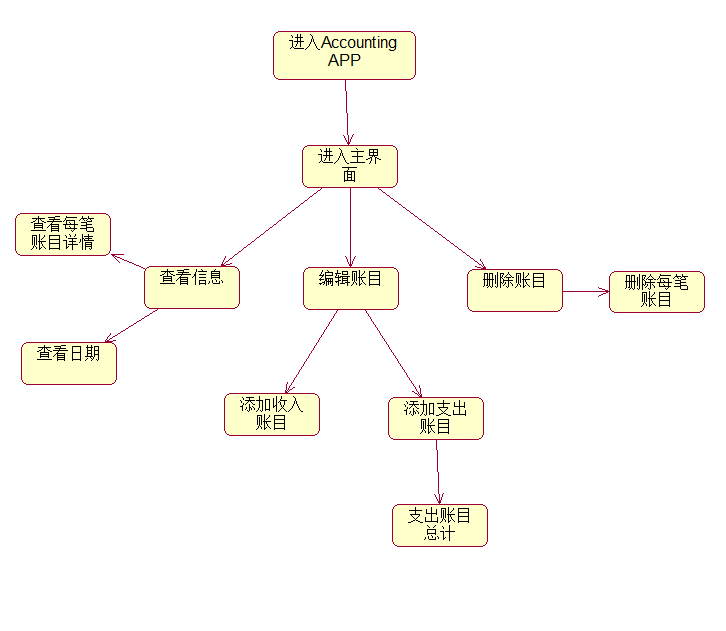 进入Accounting
APP
进入主界
面
查看每笔
账目详情
查看信息
编辑账目
删除账目
删除每笔
账目
查看日期
添加收入
账目
添加支出
账目
支出账目
总计